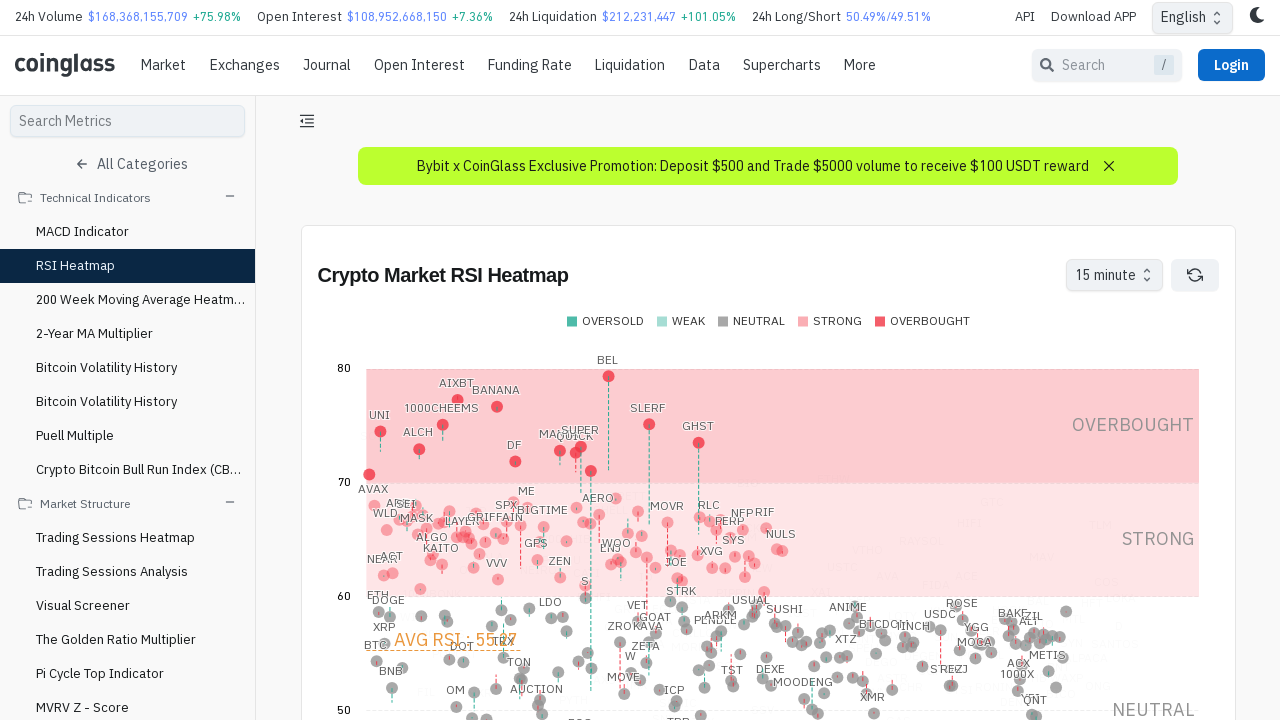 24h Volume $168,368,155,709 +75.98% Open Interest $108,952,668,150 +7.36% 24h Liquidation $212,231,447 +101.05% 24h Long/Short 50.49%/49.51% API Download APP English
coinglass Market Exchanges Journal Open Interest Funding Rate Liquidation Data Supercharts More Search / Login
Search Metrics
All Categories
Technical Indicators
MACD Indicator
RSI Heatmap
200 Week Moving Average Heatm...
2-Year MA Multiplier
Bitcoin Volatility History
Bitcoin Volatility History
Puell Multiple
Crypto Bitcoin Bull Run Index (CB...
Market Structure
Trading Sessions Heatmap
Trading Sessions Analysis
Visual Screener
The Golden Ratio Multiplier
Pi Cycle Top Indicator
MVRV Z - Score
Bybit x CoinGlass Exclusive Promotion: Deposit $500 and Trade $5000 volume to receive $100 USDT reward
Crypto Market RSI Heatmap
15 minute
OVERSOLD WEAK NEUTRAL STRONG OVERBOUGHT
80
BEL
AIXBT
BANANA
UNI
1000CHEEMS
SLERF
GHST
OVERBOUGHT
ALCH
SUPER
QUICK
DF
70
AVAX
ME
AERO
SEI
WLD
SPX
BIGTIME
MOVR
RLC
MASK
LAYER
GRIFFAIN
NFP
RIF
PERP
ALGO
GPS
WOO
SYS
NULS
STRONG
KAITO
ENJ
XVG
ACT
NEAR
VVV
ZEN
JOE
S
STRK
60
ETH
DOGE
LDO
VET
USUAL
GOAT
ARKM
SUSHI
ANIME
ROSE
XRP
ZRO
KAVA
PENDLE
BTCDOM
1INCH
USDC
BAKE
ZIL
YGG
BTC
AVG RSI : 55.27
TRX
ZETA
XTZ
MOCA
DOT
W
METIS
BNB
TON
MOVE
TST
DEXE
AGX
1000X
OM
AUCTION
ICP
MOODENG
XMR
QNT
50
NEUTRAL